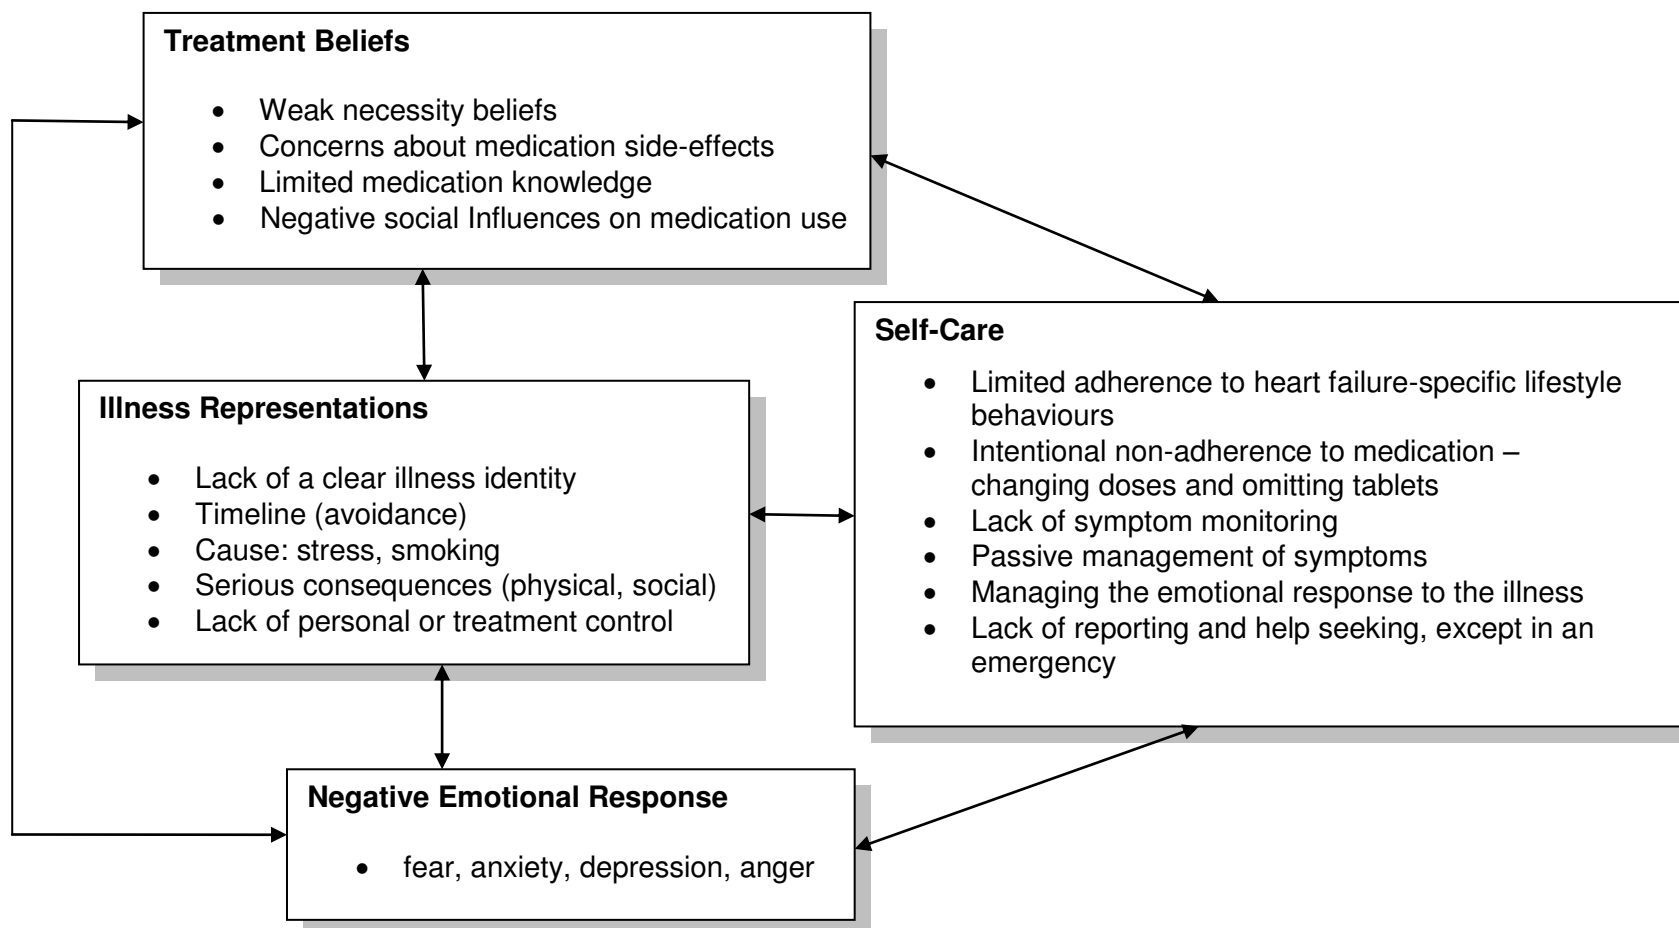 Treatment Beliefs
• Weak necessity beliefs
• Concerns about medication side-effects
• Limited medication knowledge
• Negative social Influences on medication use
Illness Representations
• Lack of a clear illness identity
• Timeline (avoidance)
• Cause: stress, smoking
• Serious consequences (physical, social)
• Lack of personal or treatment control
Negative Emotional Response
• fear, anxiety, depression, anger
Self-Care
• Limited adherence to heart failure-specific lifestyle
behaviours
• Intentional non-adherence to medication –
changing doses and omitting tablets
• Lack of symptom monitoring
• Passive management of symptoms
• Managing the emotional response to the illness
• Lack of reporting and help seeking, except in an
emergency